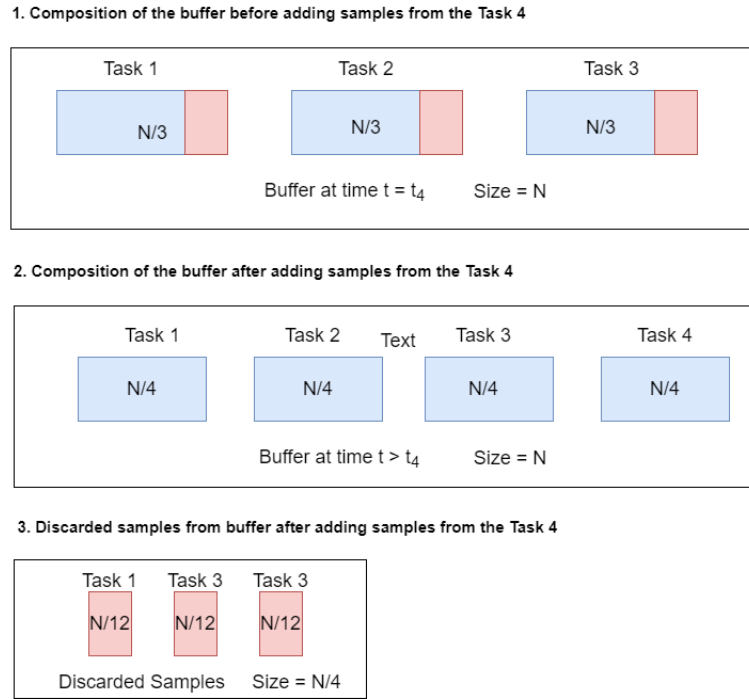 1. Composition of the buffer before adding samples from the Task 4
Task 1 Task 2 Task 3
N/3 N/3 N/3
Buffer at time t = t4 Size = N
2. Composition of the buffer after adding samples from the Task 4
Task 1 Task 2 Text Task 3 Task 4
N/4 N/4 N/4 N/4
Buffer at time t > t4 Size = N
3. Discarded samples from buffer after adding samples from the Task 4
Task 1 Task 3 Task 3
N/12 N/12 N/12
Discarded Samples Size = N/4